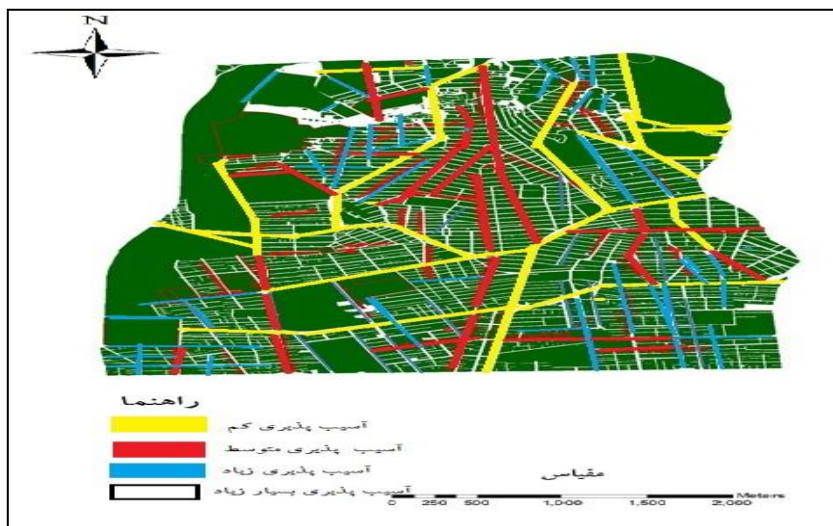 N
راهنما
آسیب پذیری کم
آسیب پذیری متوسط
آسیب پذیری زیاد
آسیب پذیری بسیار زیاد
مقیاس
Meters
0 250 500 1,000 1,500 2,000